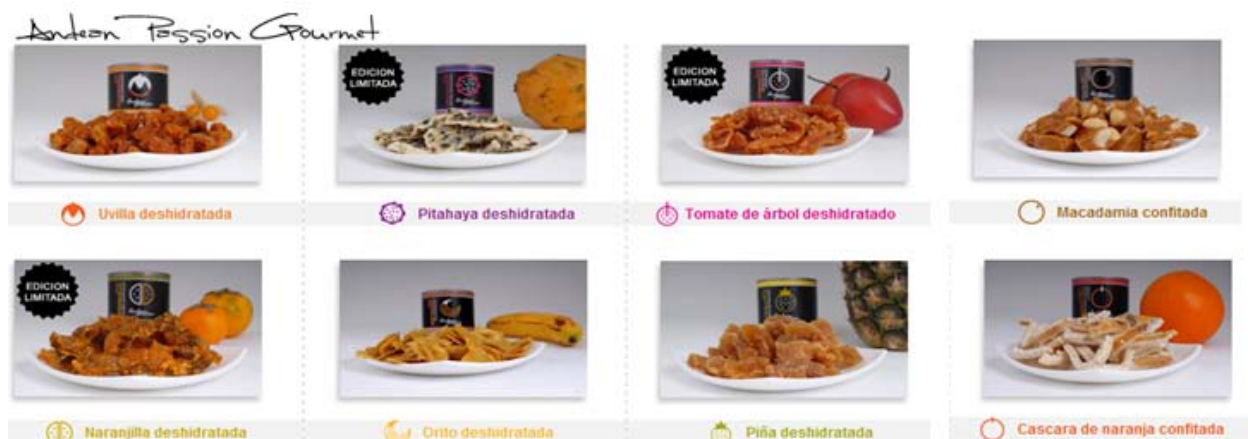 Andean Passion Gourmet
EDICION
LIMITADA
EDICION
LIMITADA
Uvilla deshidratada
Pitahaya deshidratada
Tomate de árbol deshidratado
Macadamia confitada
EDICION
LIMITADA
Naranjilla deshidratada
Orito deshidratada
Piña deshidratada
Cascara de naranja confitada